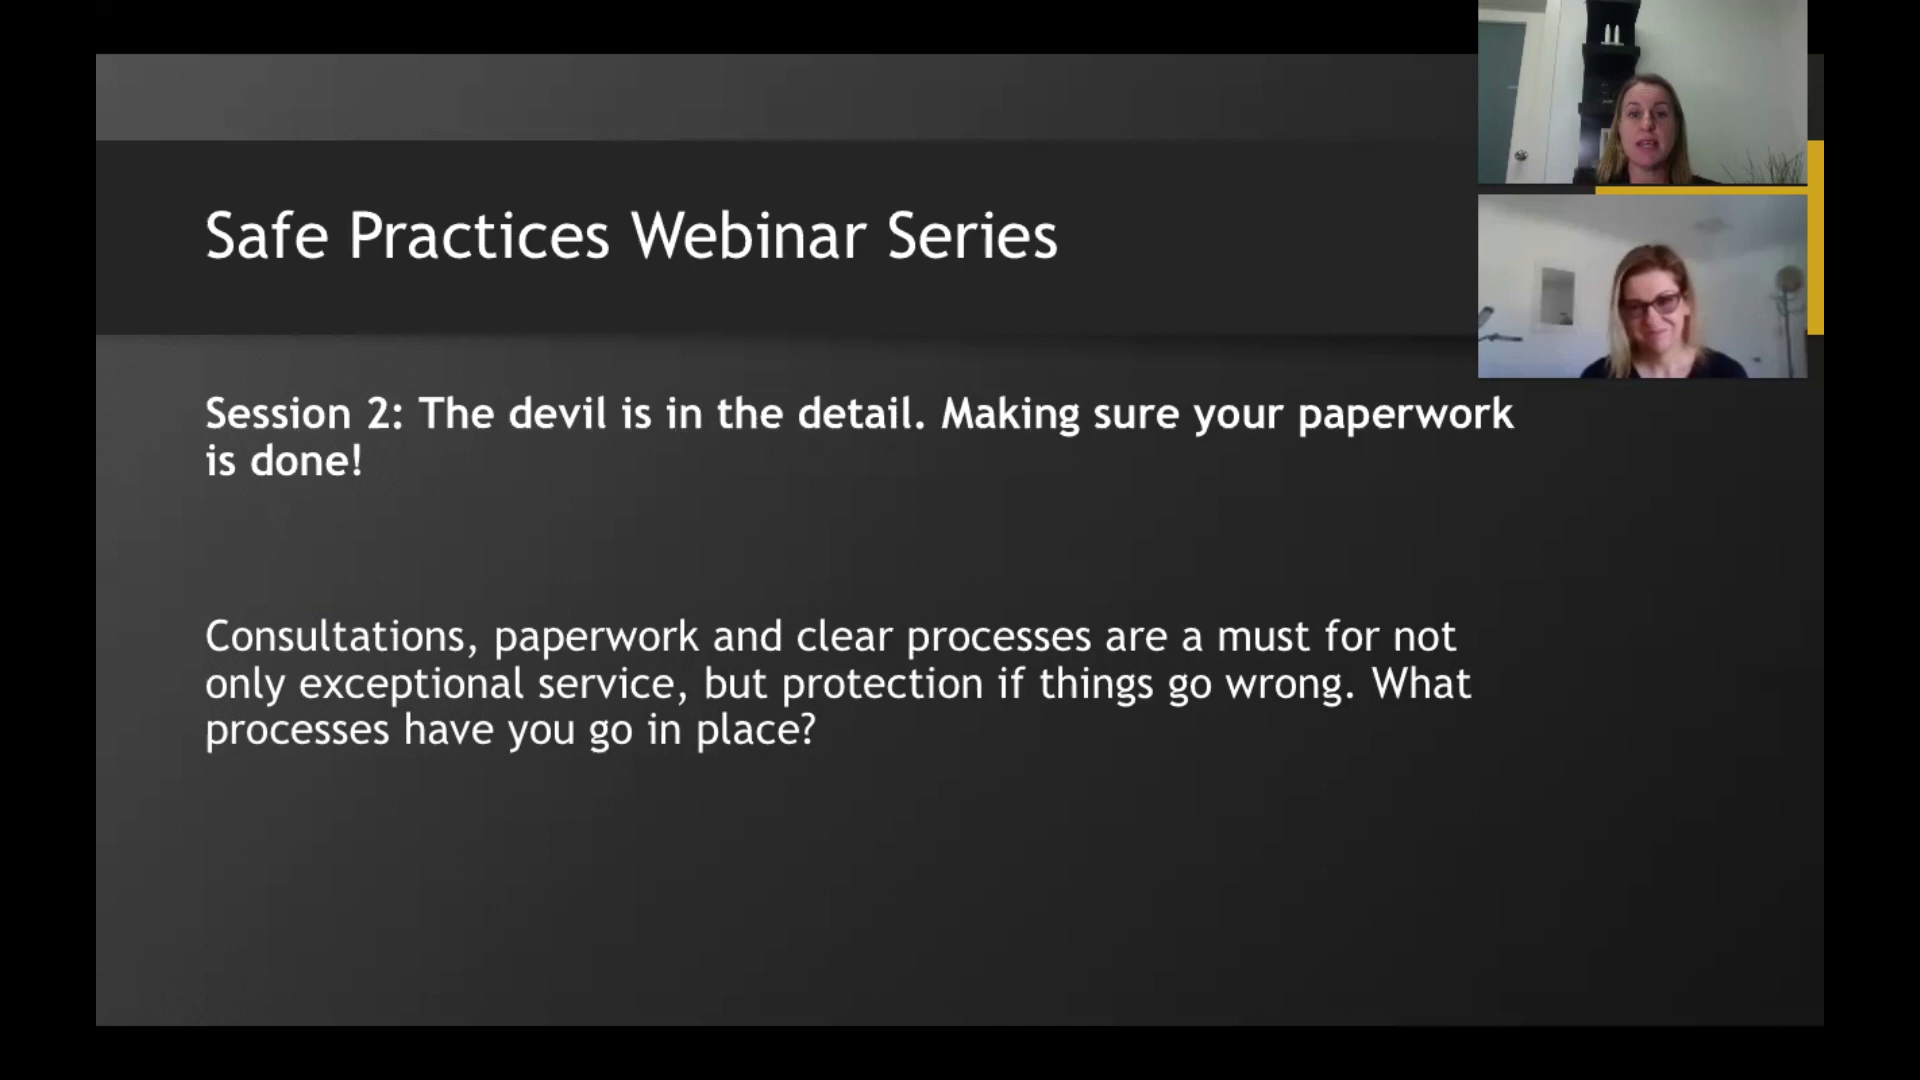 Safe Practices Webinar Series
Session 2: The devil is in the detail. Making sure your paperwork
is done!
Consultations, paperwork and clear processes are a must for not
only exceptional service, but protection if things go wrong. What
processes have you go in place?